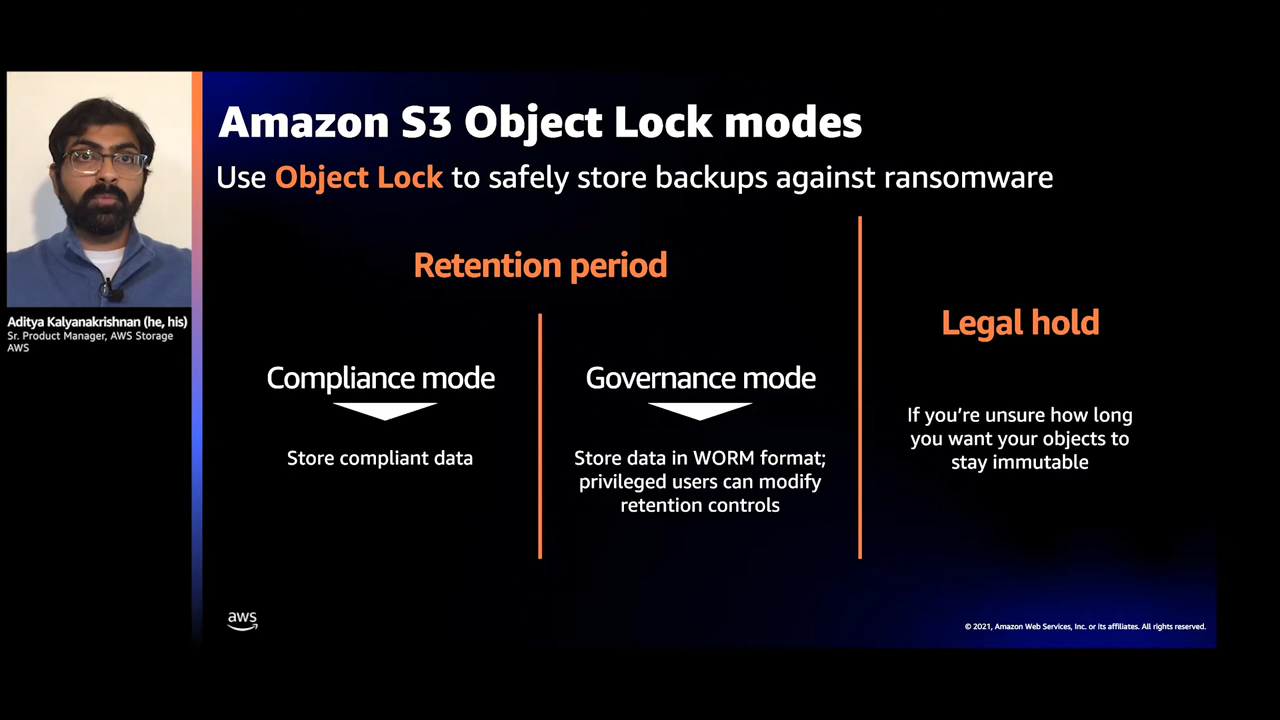 Amazon S3 Object Lock modes
Use Object Lock to safely store backups against ransomware
Retention period
Compliance mode
Store compliant data
Governance mode
Store data in WORM format;
privileged users can modify
retention controls
Legal hold
If you’re unsure how long
you want your objects to
stay immutable
Aditya Kalyanakrishnan (he, his)
Sr. Product Manager, AWS Storage
AWS
aws
© 2021, Amazon Web Services, Inc. or its affiliates. All rights reserved.